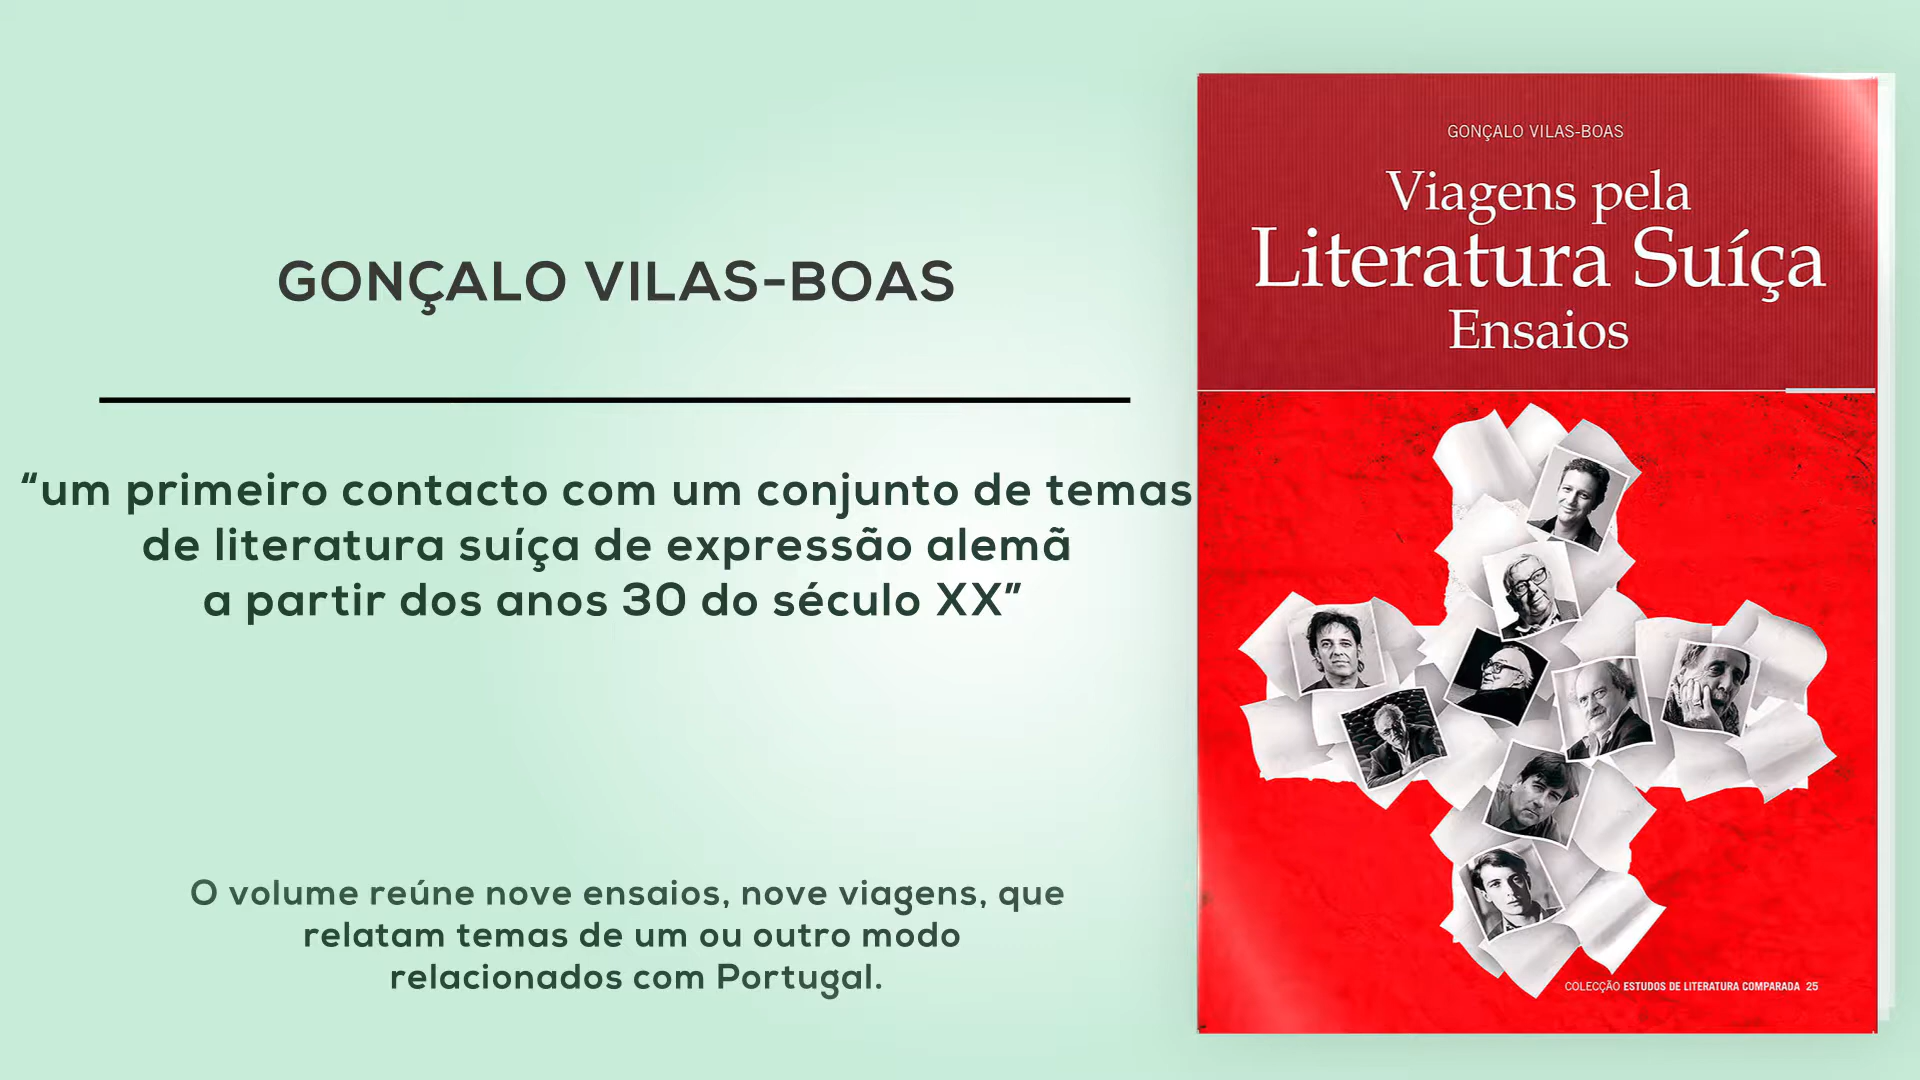 GONÇALO VILAS-BOAS
“um primeiro contacto com um conjunto de temas
de literatura suíça de expressão alemã
a partir dos anos 30 do século XX”
O volume reúne nove ensaios, nove viagens, que
relatam temas de um ou outro modo
relacionados com Portugal.
GONÇALO VILAS-BOAS
Viagens pela
Literatura Suíça
Ensaios
COLECÇÃO ESTUDOS DE LITERATURA COMPARADA 25